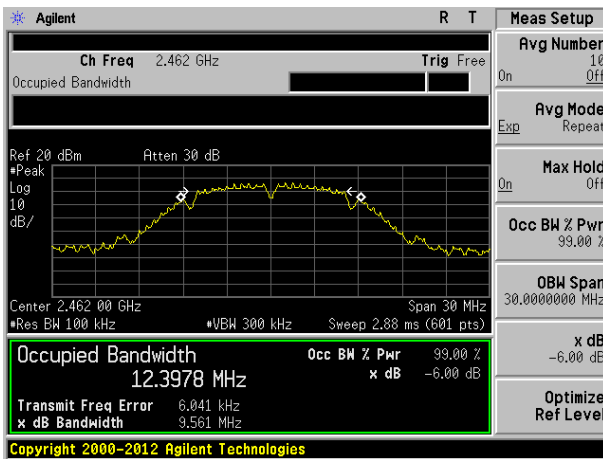 Agilent R T
Ch Freq 2.462 GHz Trig Free
Occupied Bandwidth
Ref 20 dBm Atten 30 dB
#Peak
Log
10
dB/
Center 2.462 00 GHz Span 30 MHz
#Res BW 100 kHz #VBW 300 kHz Sweep 2.88 ms (601 pts)
Occupied Bandwidth Occ BW % Pwr 99.00 %
12.3978 MHz x dB -6.00 dB
Transmit Freq Error 6.041 kHz
x dB Bandwidth 9.561 MHz
Copyright 2000-2012 Agilent Technologies
Meas Setup
Avg Number
10
On Off
Avg Mode
Exp Repeat
Max Hold
On Off
Occ BW % Pwr
99.00 %
OBW Span
30.0000000 MHz
x dB
-6.00 dB
Optimize
Ref Level